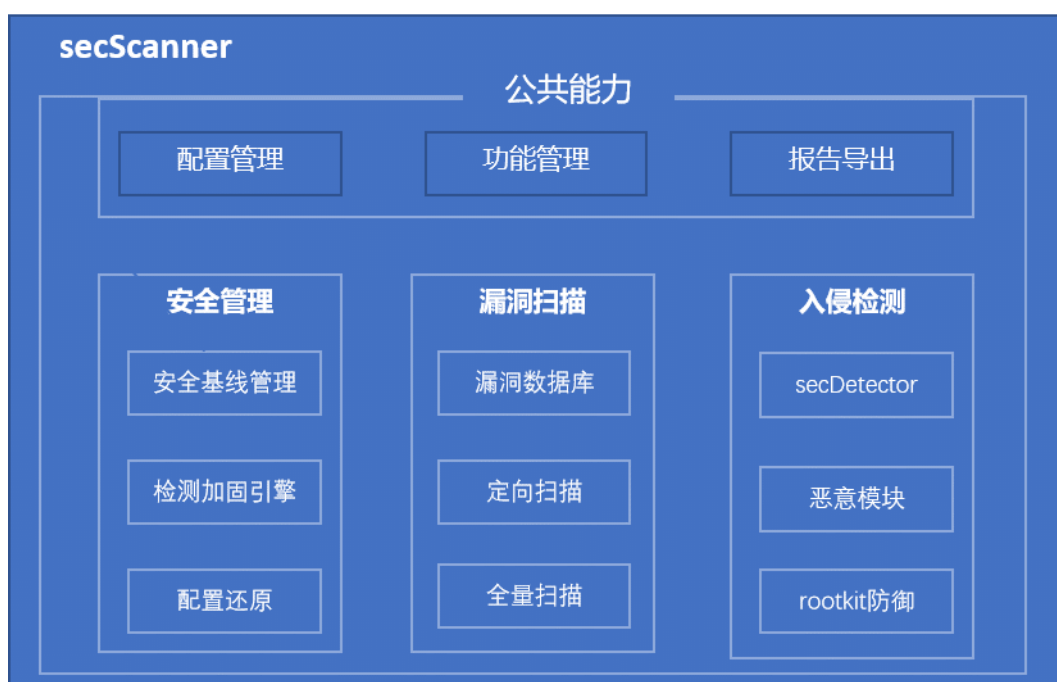 secScanner
公共能力
配置管理
功能管理
报告导出
安全管理
安全基线管理
检测加固引擎
配置还原
漏洞扫描
漏洞数据库
定向扫描
全量扫描
入侵检测
secDetector
恶意模块
rootkit防御